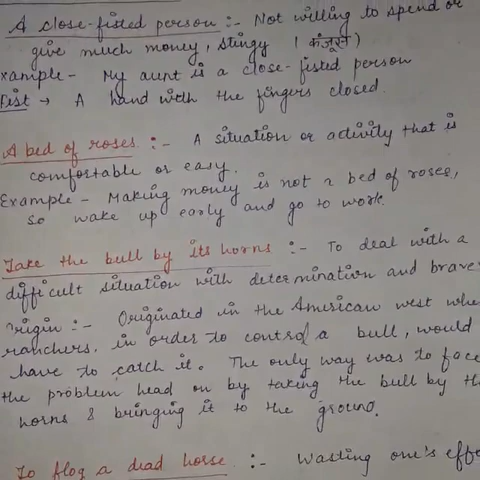 A close-fisted person :- Not willing to spend or
give much money, stingy ( कंजूस )
xample - My aunt is a close-fisted person
Fist → A hand with the fingers closed.
A bed of roses :- A situation or activity that is
comfortable or easy.
Example - Making money is not a bed of roses,
so wake up early and go to work.
Take the bull by its horns :- To deal with a
difficult situation with determination and brave
rigin :- Originated in the American west whe
ranchers, in order to control a bull, would
have to catch it. The only way was to face
the problem head on by taking the bull by th
horns & bringing it to the ground.
To flog a dead horse :- Wasting one's effo